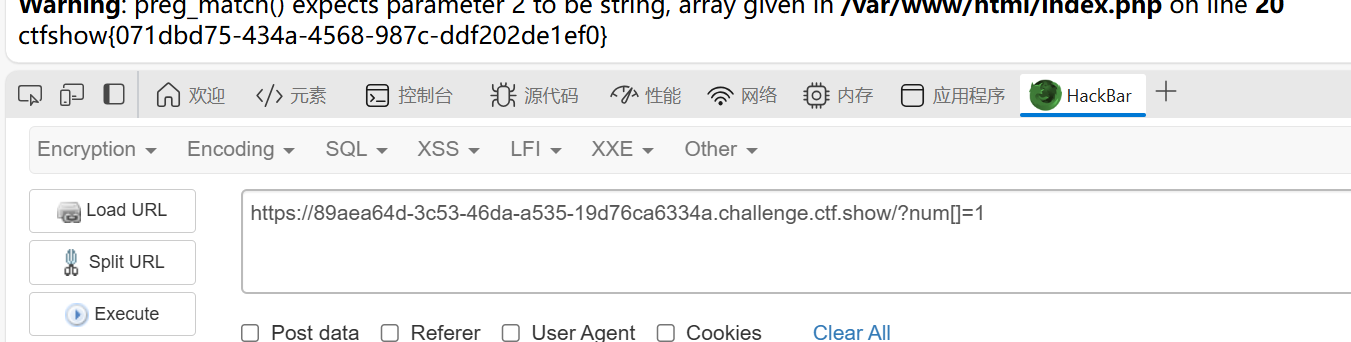 Warning: preg_match() expects parameter 2 to be string, array given in /var/www/html/index.php on line 20
ctfshow{071dbd75-434a-4568-987c-ddf202de1ef0}
欢迎 元素 控制台 源代码 性能 网络 内存 应用程序 HackBar
Encryption Encoding SQL XSS LFI XXE Other
Load URL
https://89aea64d-3c53-46da-a535-19d76ca6334a.challenge.ctf.show/?num[]=1
Split URL
Execute
Post data Referer User Agent Cookies Clear All